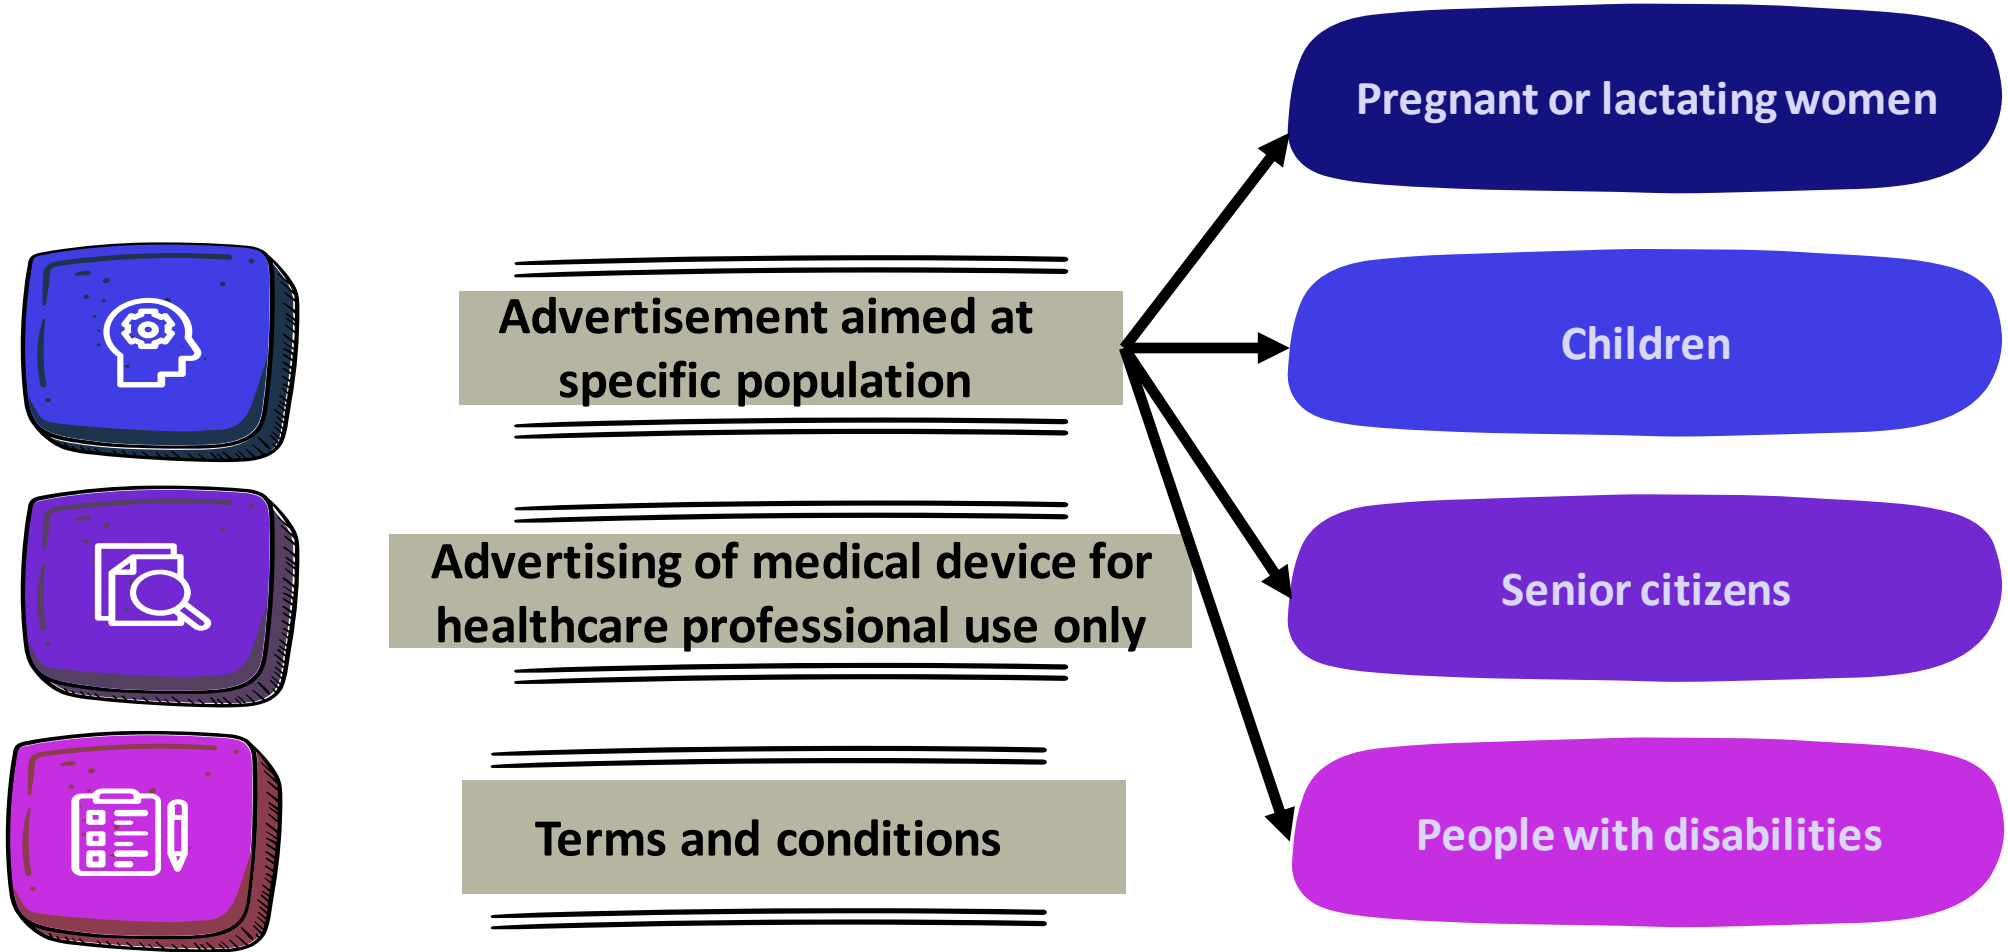 Advertisement aimed at
specific population
Advertising of medical device for
healthcare professional use only
Terms and conditions
Pregnant or lactating women
Children
Senior citizens
People with disabilities